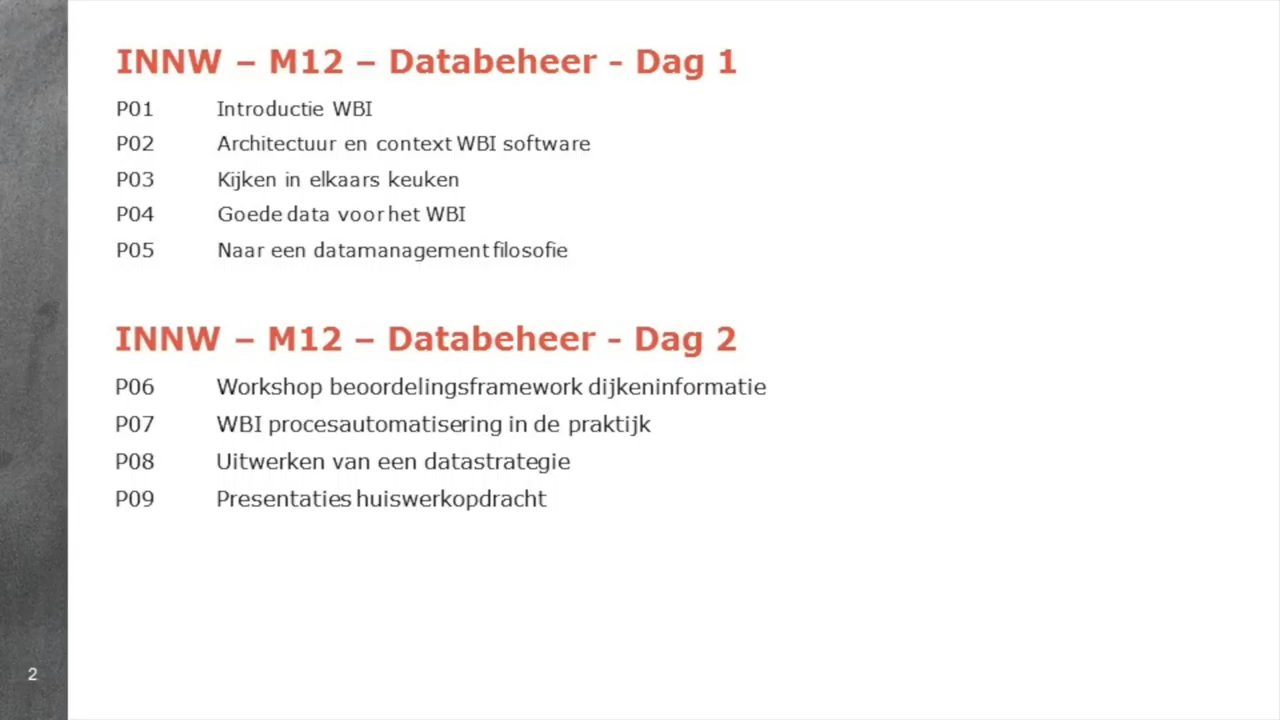 INNW – M12 – Databeheer - Dag 1
P01 Introductie WBI
P02 Architectuur en context WBI software
P03 Kijken in elkaars keuken
P04 Goede data voor het WBI
P05 Naar een datamanagement filosofie
INNW – M12 – Databeheer - Dag 2
P06 Workshop beoordelingsframework dijkeninformatie
P07 WBI procesautomatisering in de praktijk
P08 Uitwerken van een datastrategie
P09 Presentaties huiswerkopdracht
2